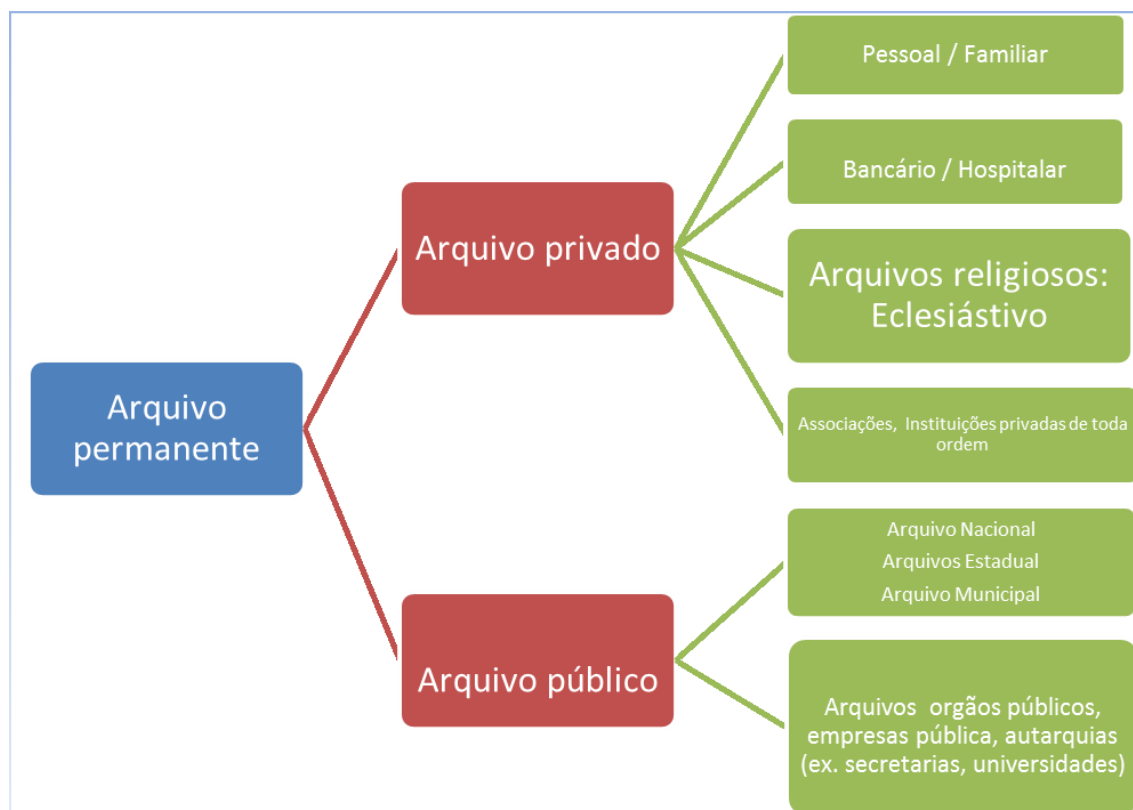 Pessoal / Familiar
Bancário / Hospitalar
Arquivo privado
Arquivos religiosos:
Eclesiástivo
Arquivo
permanente
Associações, Instituições privadas de toda
ordem
Arquivo Nacional
Arquivos Estadual
Arquivo Municipal
Arquivo público
Arquivos orgãos públicos,
empresas pública, autarquias
(ex. secretarias, universidades)